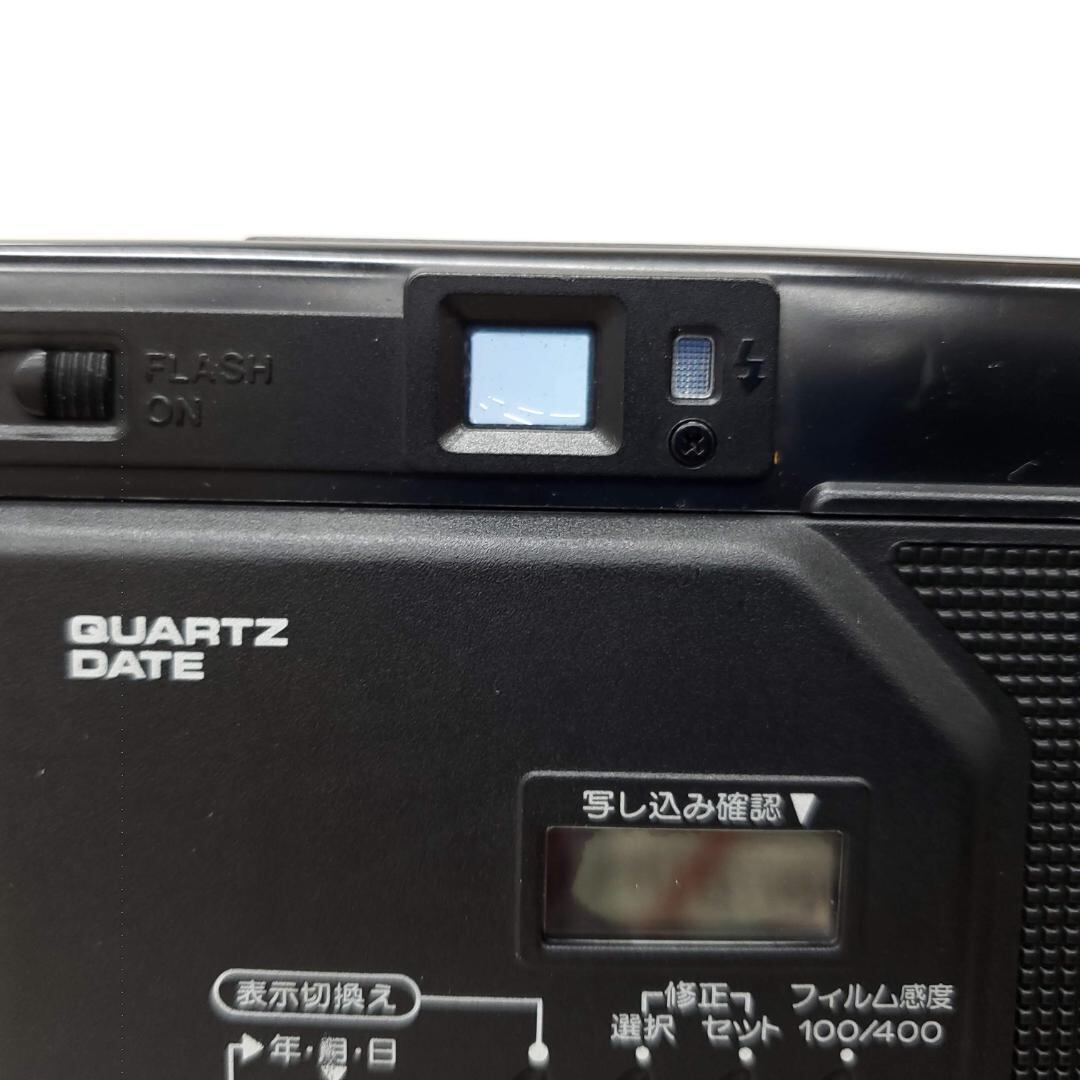 FLASH
ON
QUARTZ
DATE
写し込み確認▼
表示切換え
修正
フィルム感度
選択 セット 100/400
▶年・月・日